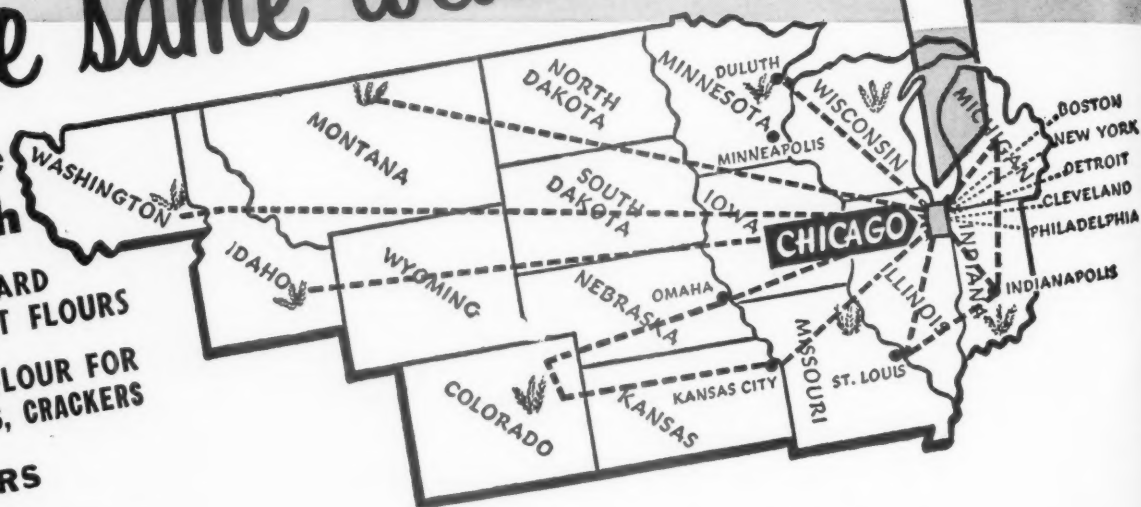 same
ARD
T FLOURS
LOUR FOR
S, CRACKERS
RS
WASHINGTON
MONTANA
NORTH
DAKOTA
MINNESOTA
DULUTH
WISCONSIN
MICHIGAN
BOSTON
NEW YORK
DETROIT
CLEVELAND
PHILADELPHIA
MINNEAPOLIS
SOUTH
DAKOTA
IOWA
CHICAGO
INDIANA
INDIANAPOLIS
IDAHO
WYOMING
NEBRASKA
OMAHA
ILLINOIS
MISSOURI
ST. LOUIS
COLORADO
KANSAS
KANSAS CITY